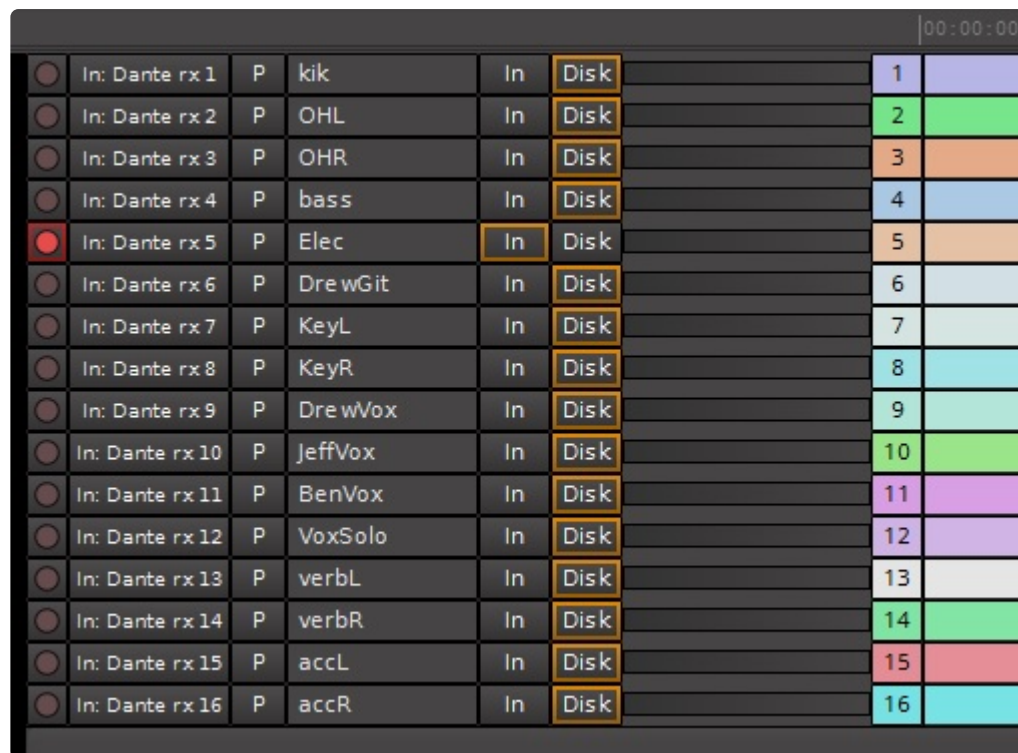 00:00:00
In: Dante rx 1 P kik In Disk 1
In: Dante rx 2 P OHL In Disk 2
In: Dante rx 3 P OHR In Disk 3
In: Dante rx 4 P bass In Disk 4
In: Dante rx 5 P Elec In Disk 5
In: Dante rx 6 P DrewGit In Disk 6
In: Dante rx 7 P KeyL In Disk 7
In: Dante rx 8 P KeyR In Disk 8
In: Dante rx 9 P DrewVox In Disk 9
In: Dante rx 10 P JeffVox In Disk 10
In: Dante rx 11 P BenVox In Disk 11
In: Dante rx 12 P VoxSolo In Disk 12
In: Dante rx 13 P verbL In Disk 13
In: Dante rx 14 P verbR In Disk 14
In: Dante rx 15 P accL In Disk 15
In: Dante rx 16 P accR In Disk 16